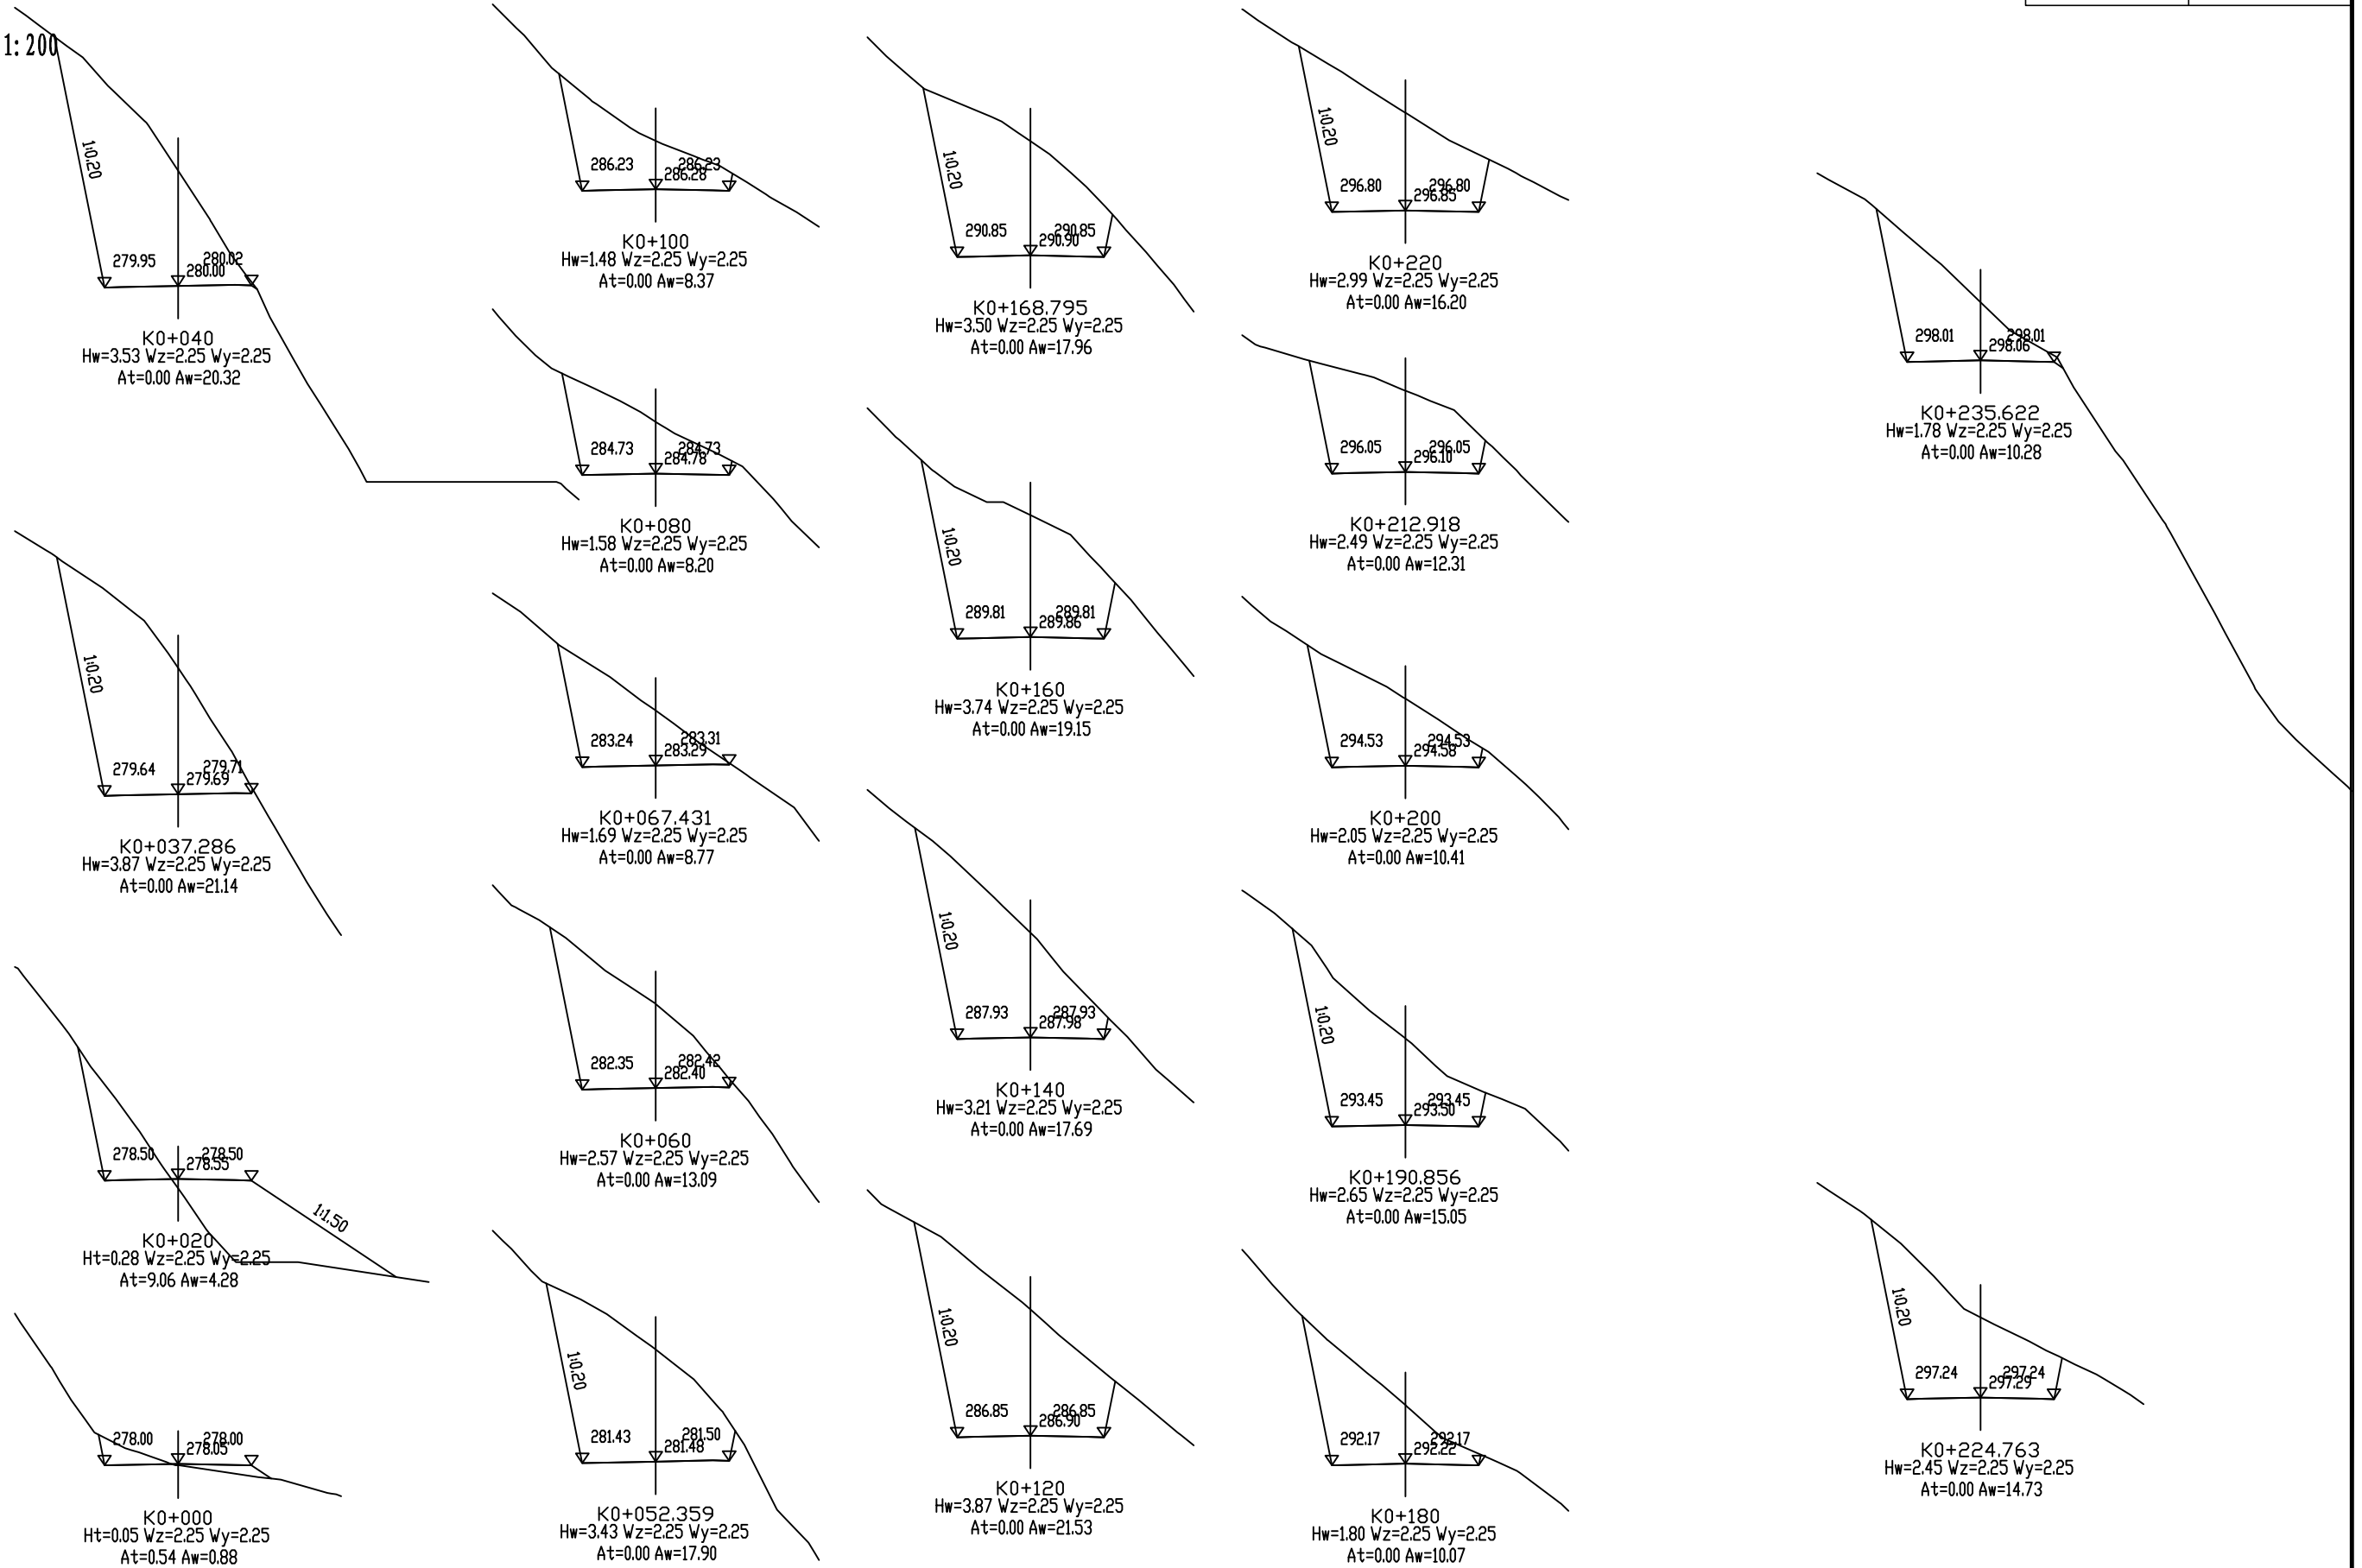 1:200
1:0.20
279.95
280.02
280.00
K0+040
Hw=3.53 Wz=2.25 Wy=2.25
At=0.00 Aw=20.32
1:0.20
279.64
279.71
279.69
K0+037.286
Hw=3.87 Wz=2.25 Wy=2.25
At=0.00 Aw=21.14
278.50
278.50
278.55
1:1.50
K0+020
Ht=0.28 Wz=2.25 Wy=2.25
At=9.06 Aw=4.28
278.00
278.00
278.05
K0+000
Ht=0.05 Wz=2.25 Wy=2.25
At=0.54 Aw=0.88
286.23
286.23
286.28
K0+100
Hw=1.48 Wz=2.25 Wy=2.25
At=0.00 Aw=8.37
284.73
284.73
284.78
K0+080
Hw=1.58 Wz=2.25 Wy=2.25
At=0.00 Aw=8.20
283.24
283.31
283.29
K0+067.431
Hw=1.69 Wz=2.25 Wy=2.25
At=0.00 Aw=8.77
282.35
282.42
282.40
K0+060
Hw=2.57 Wz=2.25 Wy=2.25
At=0.00 Aw=13.09
1:0.20
281.43
281.50
281.48
K0+052.359
Hw=3.43 Wz=2.25 Wy=2.25
At=0.00 Aw=17.90
1:0.20
290.85
290.85
290.90
K0+168.795
Hw=3.50 Wz=2.25 Wy=2.25
At=0.00 Aw=17.96
1:0.20
289.81
289.81
289.86
K0+160
Hw=3.74 Wz=2.25 Wy=2.25
At=0.00 Aw=19.15
1:0.20
287.93
287.93
287.98
K0+140
Hw=3.21 Wz=2.25 Wy=2.25
At=0.00 Aw=17.69
1:0.20
286.85
286.85
286.90
K0+120
Hw=3.87 Wz=2.25 Wy=2.25
At=0.00 Aw=21.53
1:0.20
296.80
296.80
296.85
K0+220
Hw=2.99 Wz=2.25 Wy=2.25
At=0.00 Aw=16.20
296.05
296.05
296.10
K0+212.918
Hw=2.49 Wz=2.25 Wy=2.25
At=0.00 Aw=12.31
294.53
294.53
294.58
K0+200
Hw=2.05 Wz=2.25 Wy=2.25
At=0.00 Aw=10.41
1:0.20
293.45
293.45
293.50
K0+190.856
Hw=2.65 Wz=2.25 Wy=2.25
At=0.00 Aw=15.05
292.17
292.17
292.22
K0+180
Hw=1.80 Wz=2.25 Wy=2.25
At=0.00 Aw=10.07
298.01
298.01
298.06
K0+235.622
Hw=1.78 Wz=2.25 Wy=2.25
At=0.00 Aw=10.28
1:0.20
297.24
297.24
297.29
K0+224.763
Hw=2.45 Wz=2.25 Wy=2.25
At=0.00 Aw=14.73